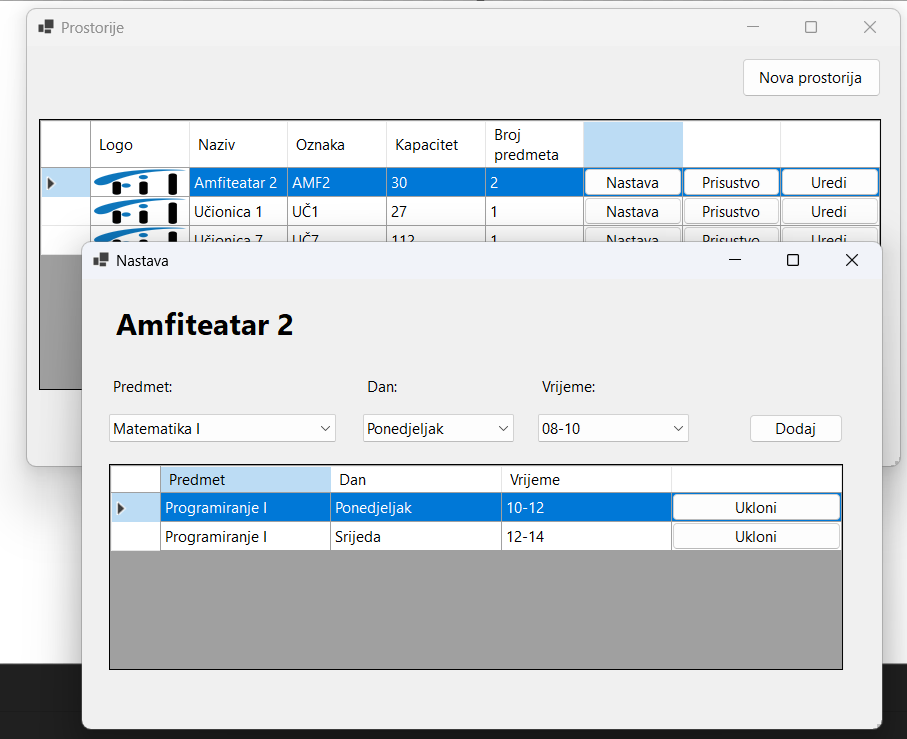 Prostorije
Nova prostorija
Logo Naziv Oznaka Kapacitet Broj predmeta
Amfiteatar 2 AMF2 30 2 Nastava Prisustvo Uredi
Učionica 1 UČ1 27 1 Nastava Prisustvo Uredi
Učionica 7 UČ7 112 1 Nastava Prisustvo Uredi
Nastava
Amfiteatar 2
Predmet: Dan: Vrijeme:
Matematika I Ponedjeljak 08-10 Dodaj
Predmet Dan Vrijeme
Programiranje I Ponedjeljak 10-12 Ukloni
Programiranje I Srijeda 12-14 Ukloni